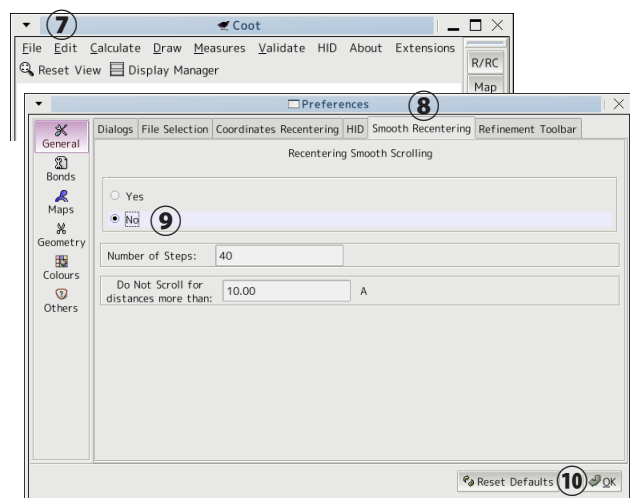 ⑦
Coot
File Edit Calculate Draw Measures Validate HID About Extensions
R/RC
Reset View Display Manager
Map
Preferences
⑧
General
Dialogs File Selection Coordinates Recentering HID Smooth Recentering Refinement Toolbar
Recentering Smooth Scrolling
Bonds
Yes
Maps
No ⑨
Geometry
Number of Steps: 40
Colours
Do Not Scroll for
distances more than: 10.00 A
Others
Reset Defaults ⑩ OK